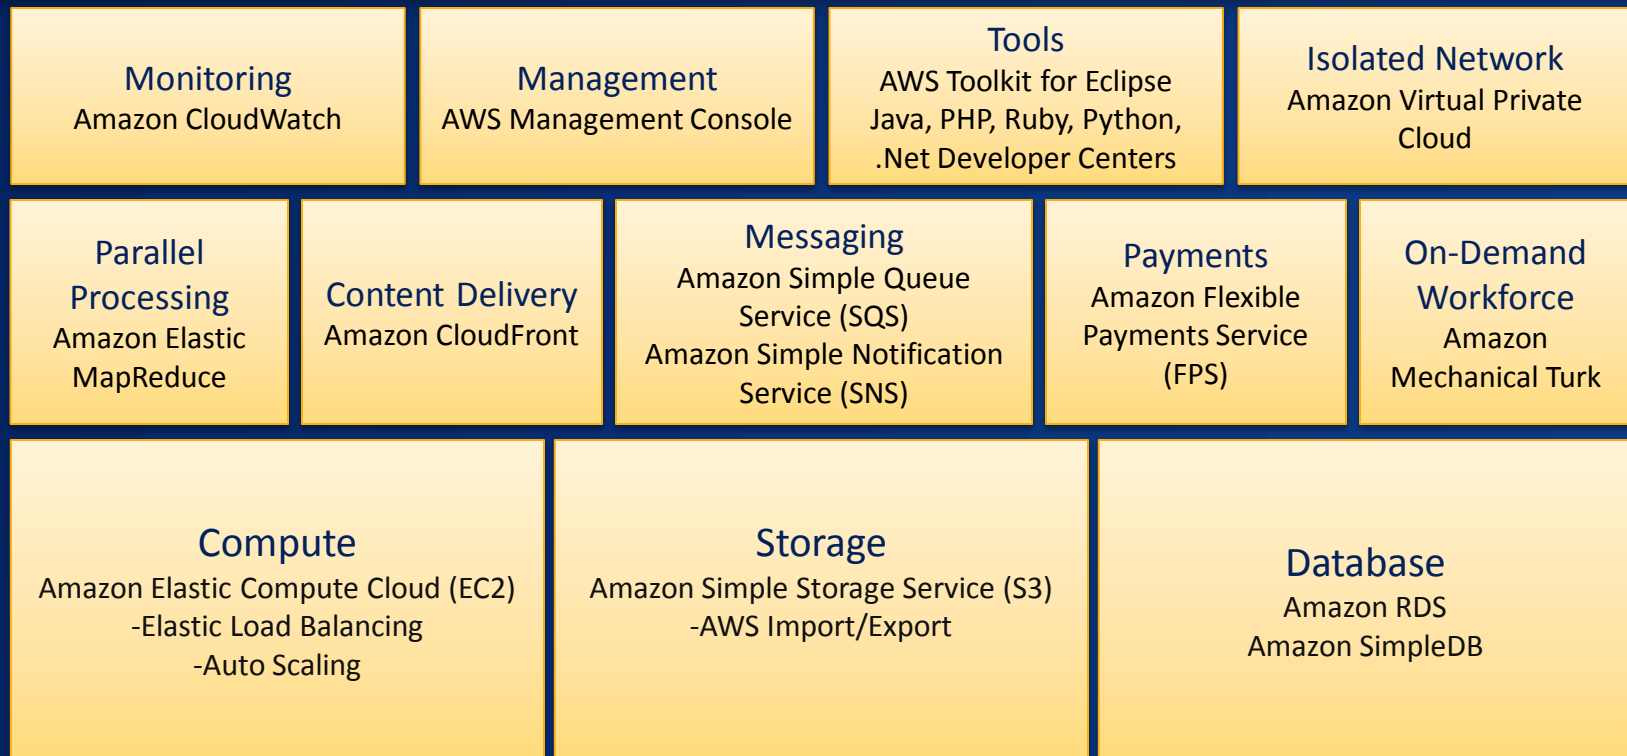 Monitoring
Amazon CloudWatch
Management
AWS Management Console
Tools
AWS Toolkit for Eclipse
Java, PHP, Ruby, Python,
.Net Developer Centers
Isolated Network
Amazon Virtual Private
Cloud
Parallel
Processing
Amazon Elastic
MapReduce
Content Delivery
Amazon CloudFront
Messaging
Amazon Simple Queue
Service (SQS)
Amazon Simple Notification
Service (SNS)
Payments
Amazon Flexible
Payments Service
(FPS)
On-Demand
Workforce
Amazon
Mechanical Turk
Compute
Amazon Elastic Compute Cloud (EC2)
-Elastic Load Balancing
-Auto Scaling
Storage
Amazon Simple Storage Service (S3)
-AWS Import/Export
Database
Amazon RDS
Amazon SimpleDB